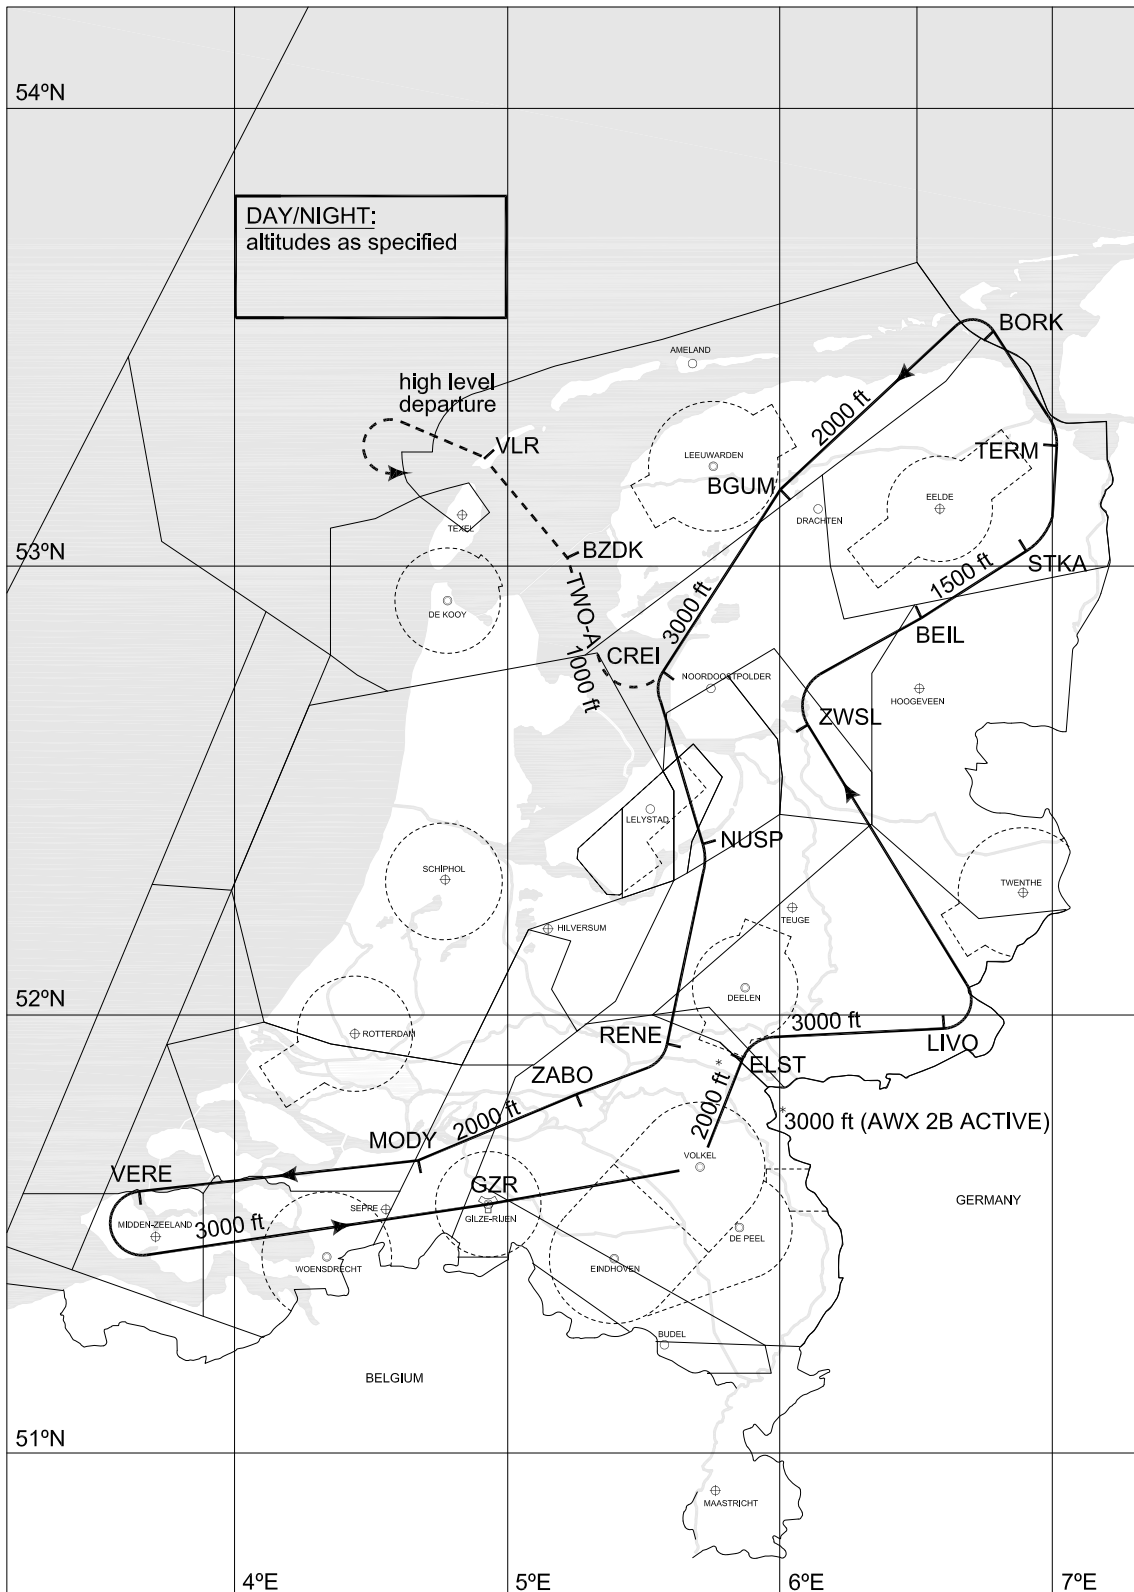 54ºN
DAY/NIGHT:
altitudes as specified
BORK
AMELAND
high level
departure
2000 ft
VLR
TERM
LEEUWARDEN
BGUM
EELDE
DRACHTEN
TEXEL
53ºN
BZDK
STKA
1500 ft
TWO-A
DE KOOY
3000 ft
BEIL
CREI
1000 ft
NOORDOOSTPOLDER
HOOGEVEEN
ZWSL
LELYSTAD
NUSP
SCHIPHOL
TWENTHE
TEUGE
HILVERSUM
52ºN
DEELEN
ROTTERDAM
RENE
3000 ft
LIVO
ELST
ZABO
2000 ft *
2000 ft
*3000 ft (AWX 2B ACTIVE)
MODY
VOLKEL
VERE
GZR
GERMANY
SEPRE
GILZE-RIJEN
MIDDEN-ZEELAND
3000 ft
DE PEEL
WOENSDRECHT
EINDHOVEN
BUDEL
BELGIUM
51ºN
MAASTRICHT
4ºE
5ºE
6ºE
7ºE